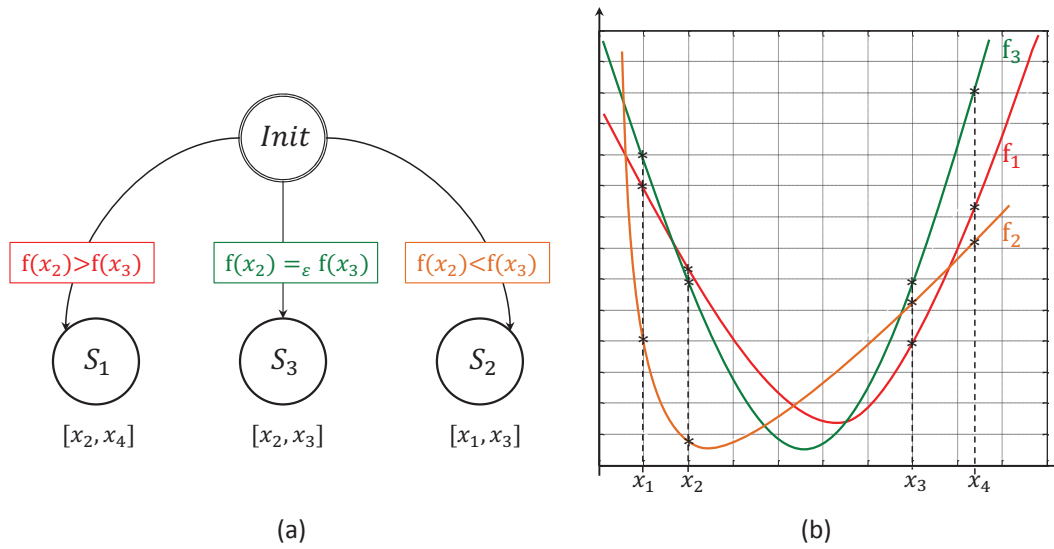 Init
f(x₂)>f(x₃)
f(x₂) =ε f(x₃)
f(x₂)<f(x₃)
S₁
S₃
S₂
[x₂, x₄]
[x₂, x₃]
[x₁, x₃]
(a)
f₃
f₁
f₂
x₁
x₂
x₃
x₄
(b)